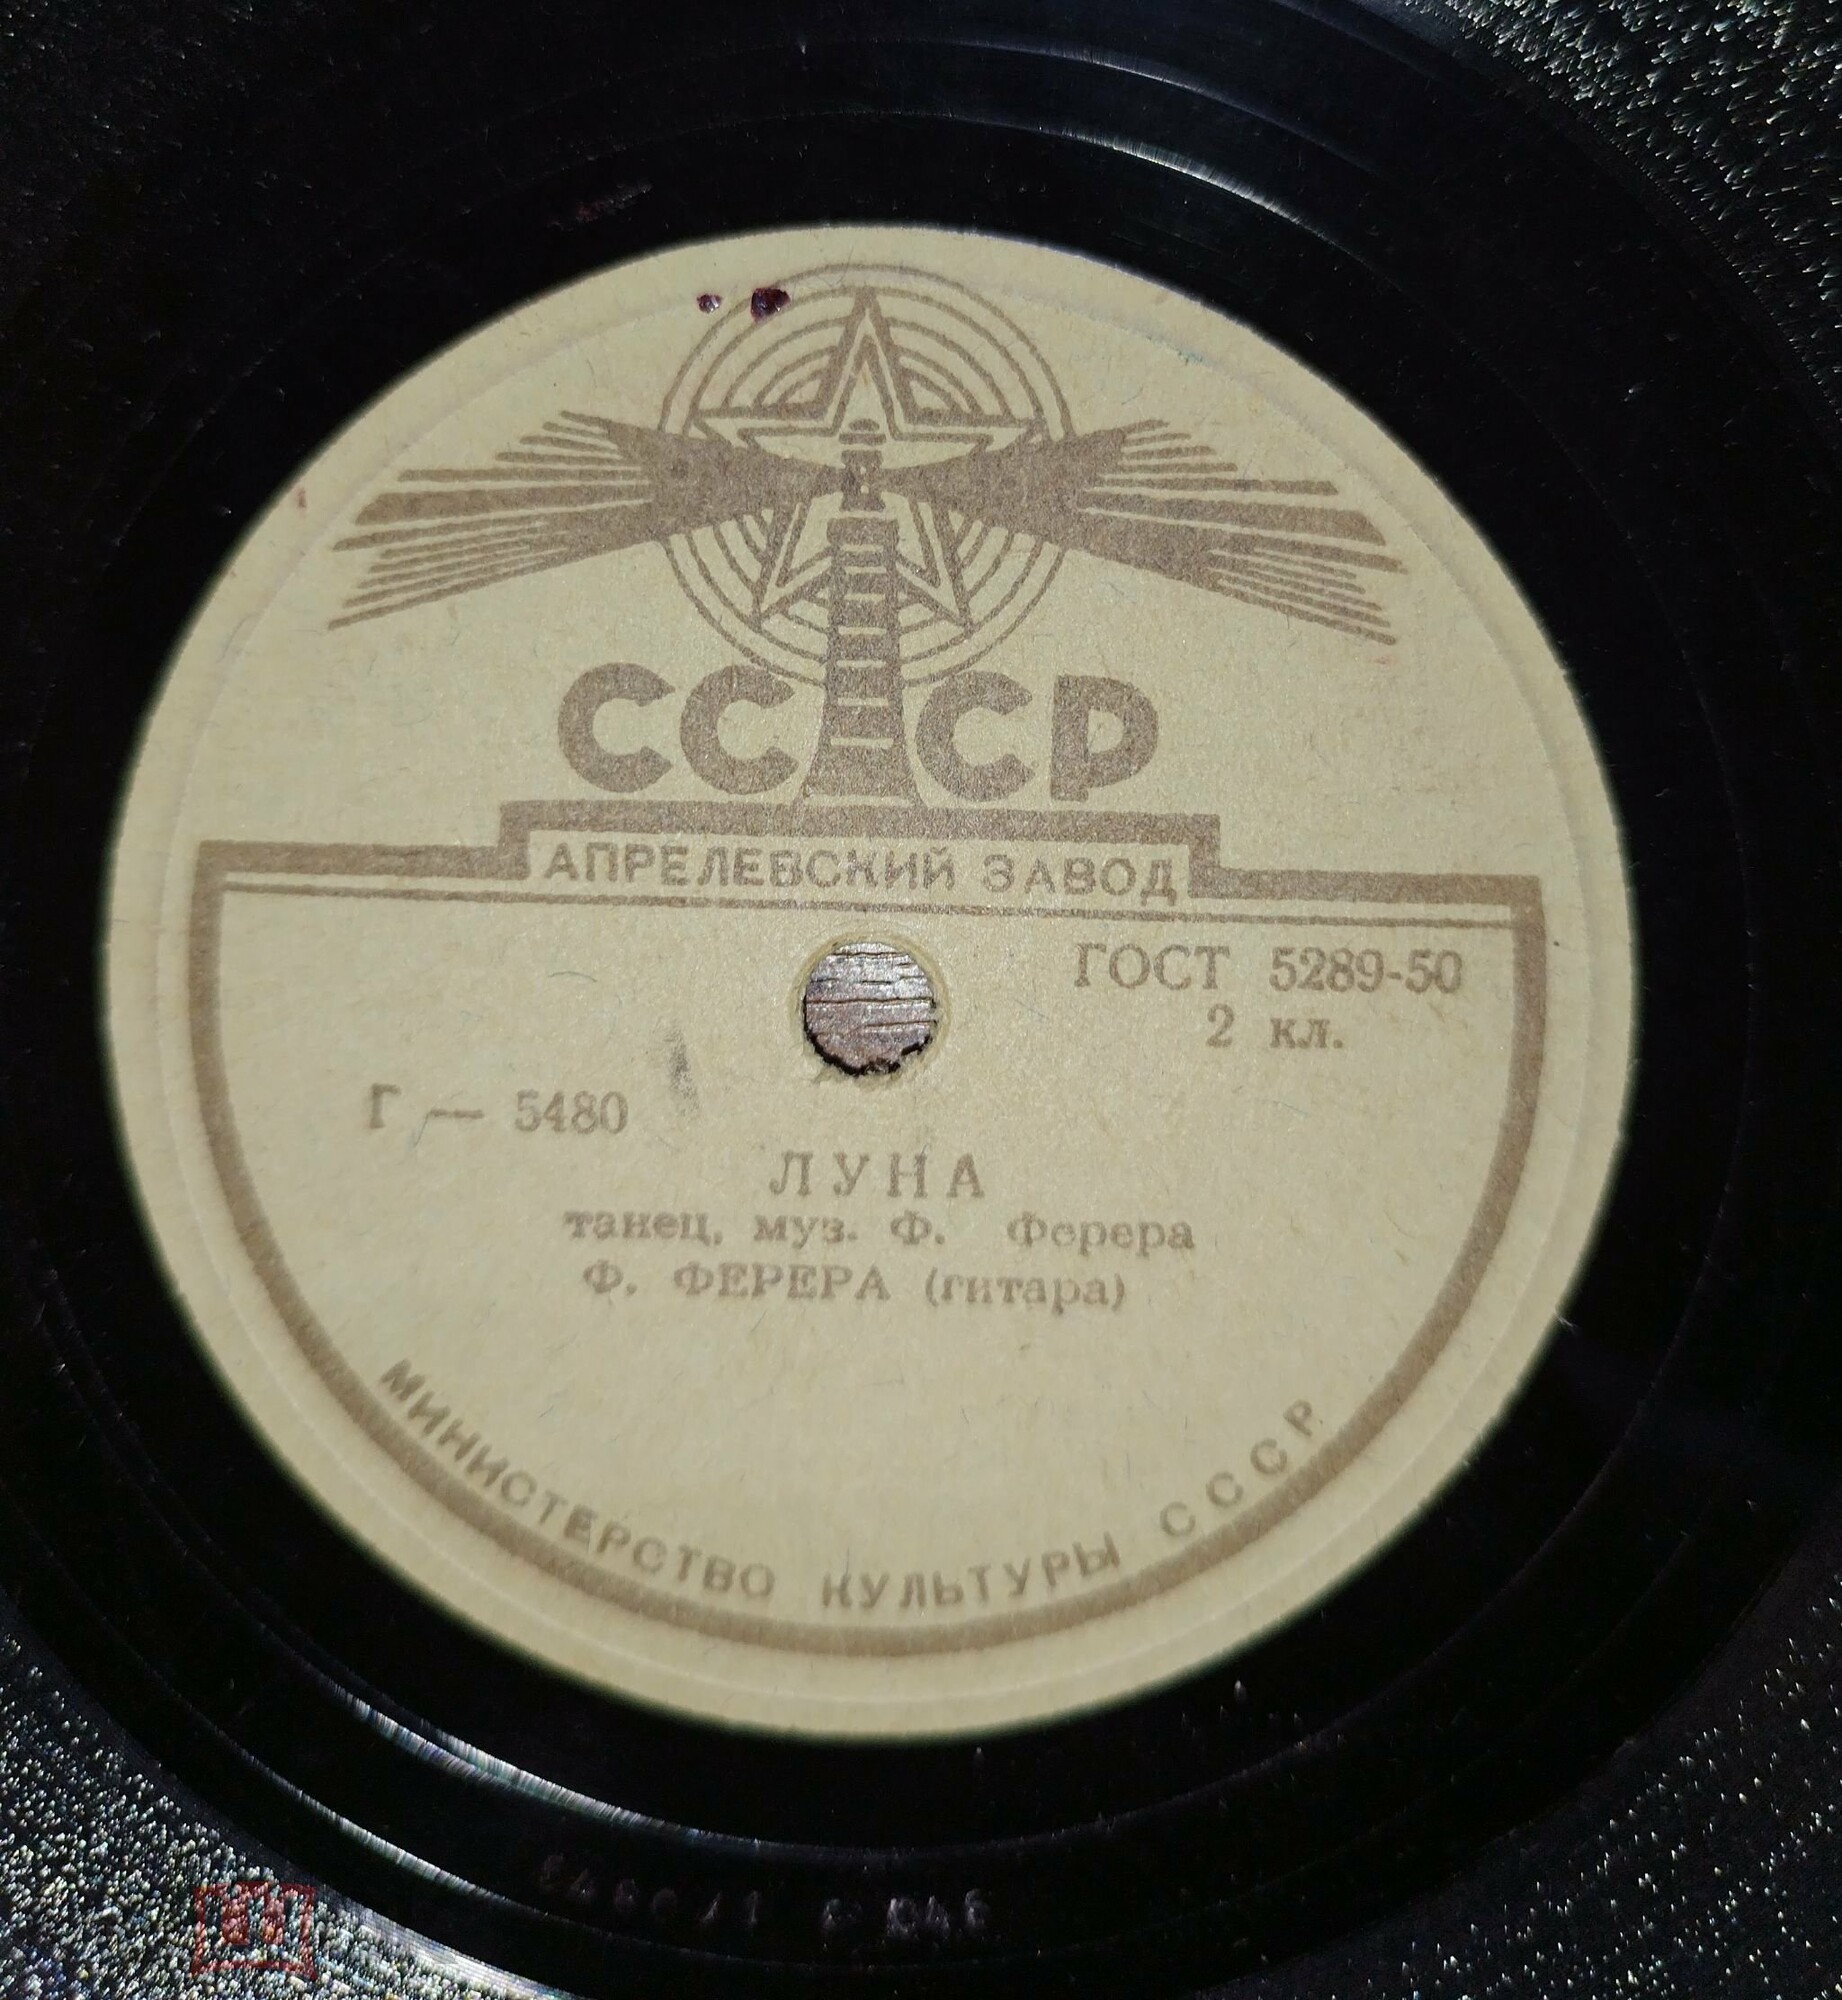 СССР
АПРЕЛЕВСКИЙ ЗАВОД
ГОСТ 5289-50
2 кл.
Г — 5480
ЛУНА
танец, муз. Ф. Ферера
Ф. ФЕРЕРА (гитара)
МИНИСТЕРСТВО КУЛЬТУРЫ СССР